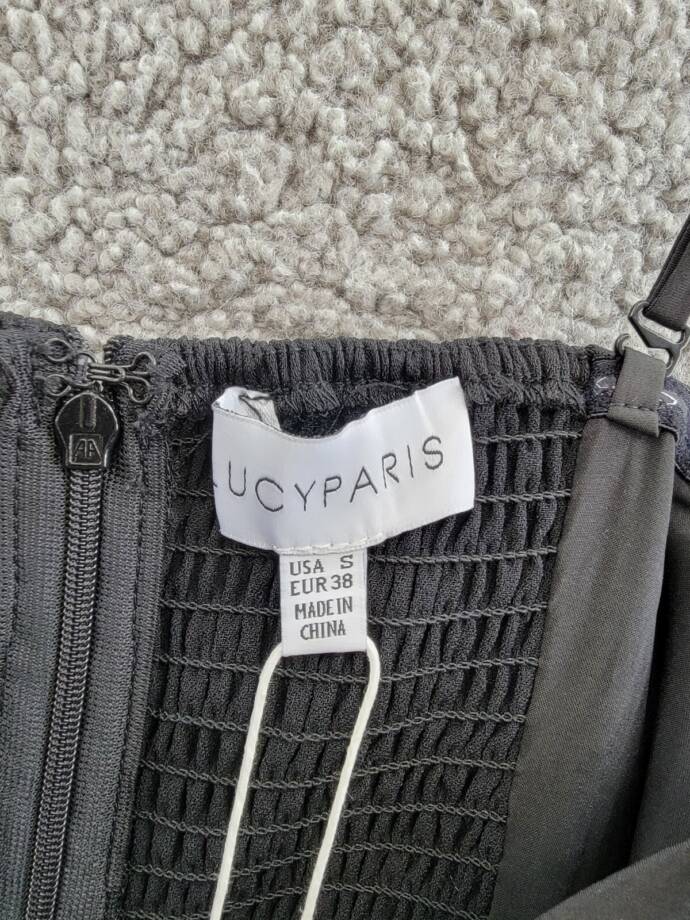 LUCYPARIS
USA S
EUR 38
MADE IN
CHINA